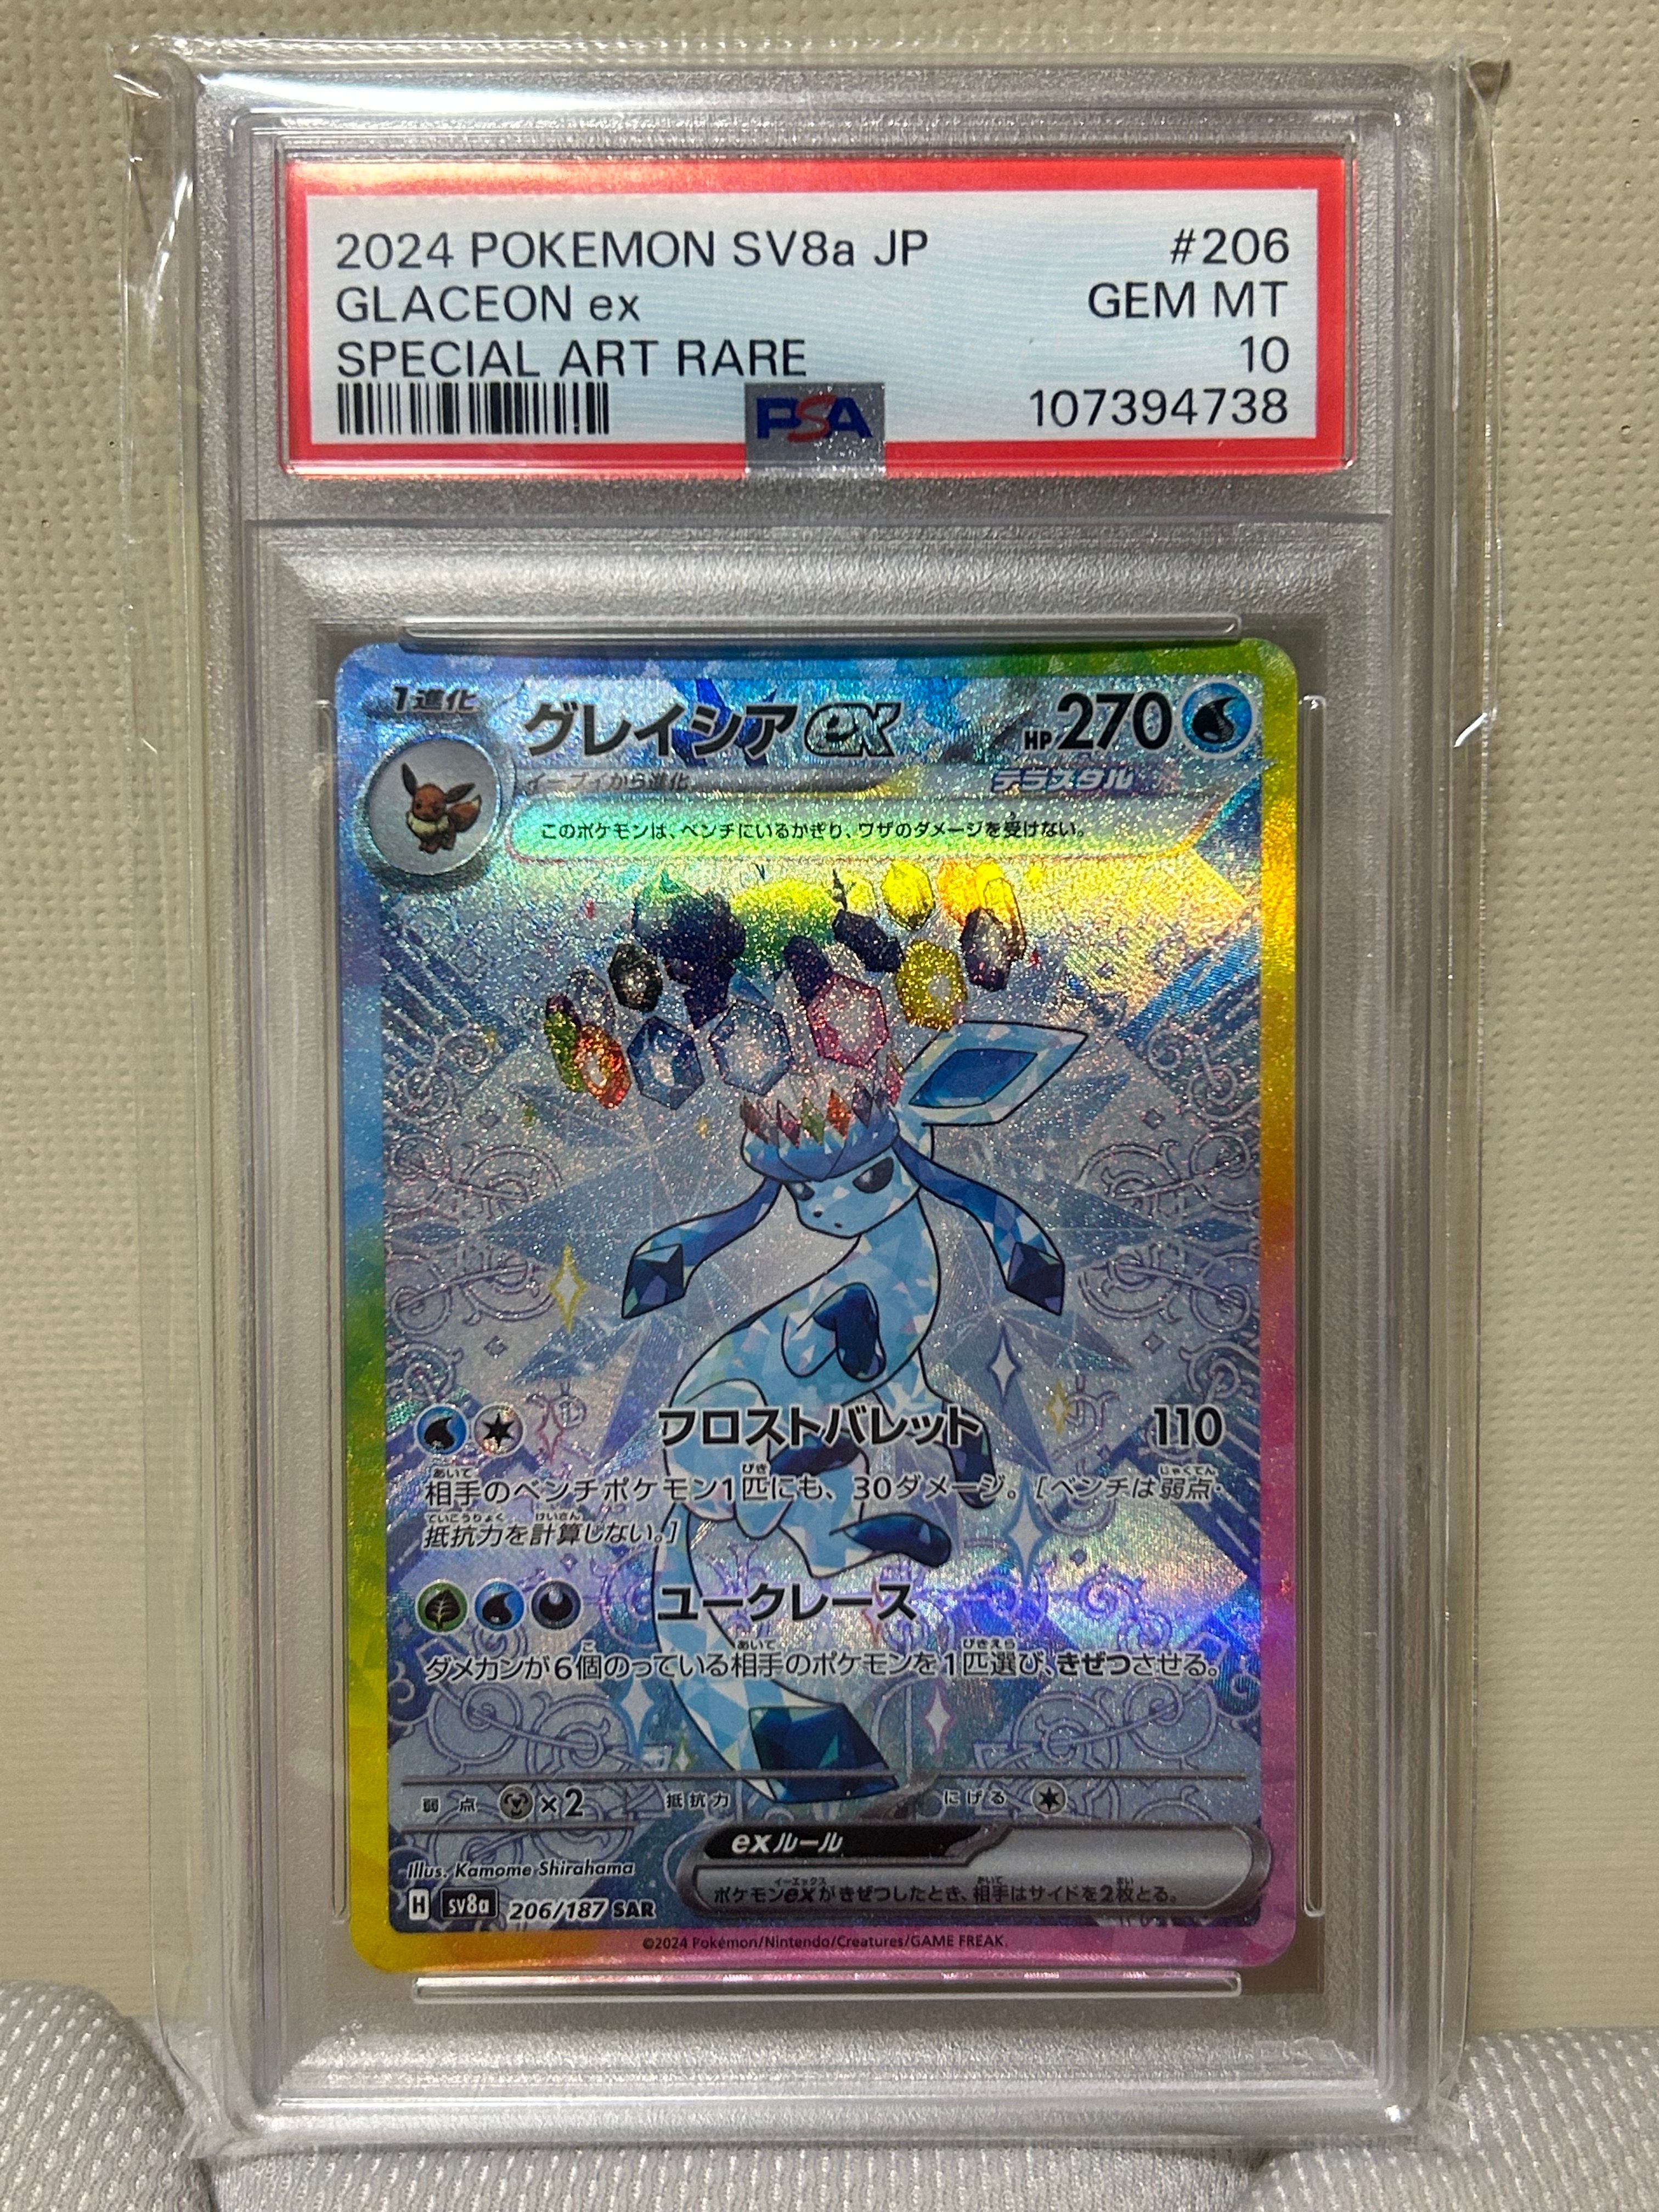 2024 POKEMON SV8a JP #206
GLACEON ex GEM MT
SPECIAL ART RARE 10
PSA 107394738
1進化 グレイシアex HP270
イーブイから進化 テラスタル
このポケモンは、ベンチにいるかぎり、ワザのダメージを受けない。
フロストバレット 110
相手のベンチポケモン1匹にも、30ダメージ。[ベンチは弱点・
抵抗力を計算しない。]
ユークレース
ダメカンが6個のっている相手のポケモンを1匹選び、きぜつさせる。
弱点 ×2 抵抗力 にげる
exルール
ポケモンexがきぜつしたとき、相手はサイドを2枚とる。
Illus. Kamome Shirahama
H sv8a 206/187 SAR
©2024 Pokémon/Nintendo/Creatures/GAME FREAK.